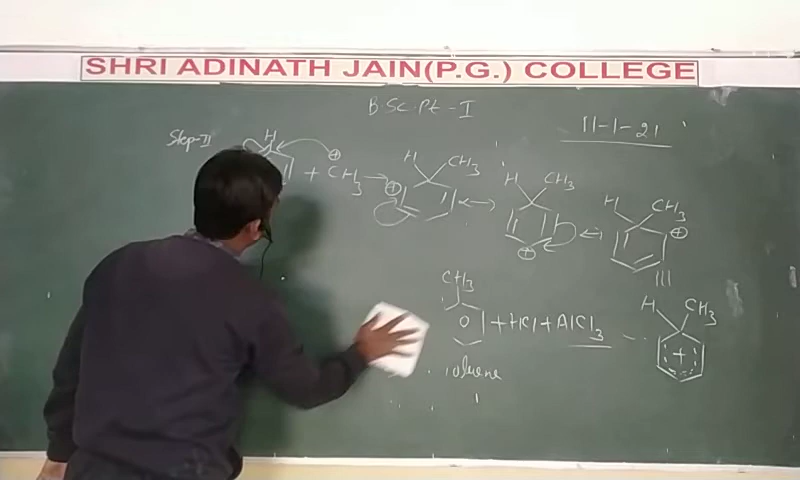 SHRI ADINATH JAIN(P.G.) COLLEGE
B.Sc.Pt-I
11-1-21
Step-II
H
+ CH3 →
⊕
H CH3
⊕
↔
H CH3
⊕
↔
H CH3
⊕
|||
CH3
+ HCl + AlCl3
toluene
H CH3
+